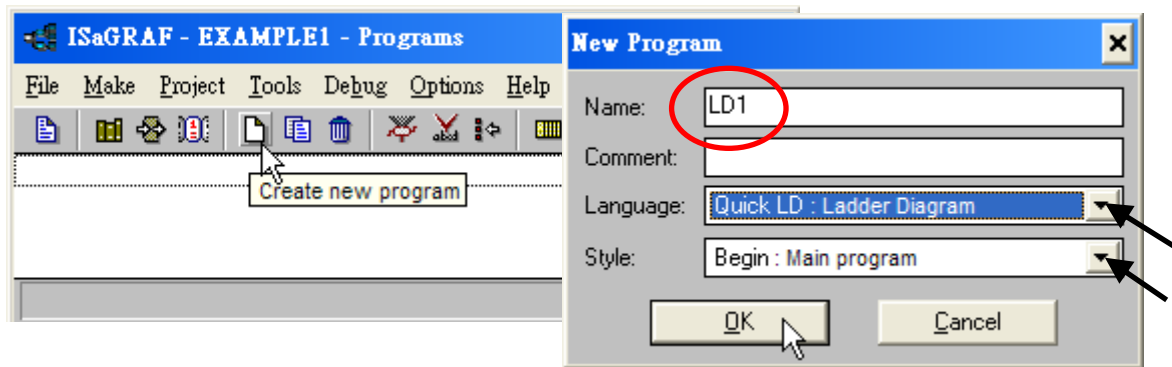 ISaGRAF - EXAMPLE1 - Programs
File Make Project Tools Debug Options Help
Create new program
New Program
Name: LD1
Comment:
Language: Quick LD : Ladder Diagram
Style: Begin : Main program
OK Cancel